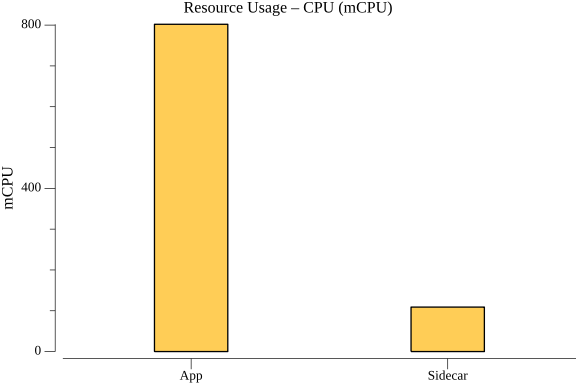 Resource Usage – CPU (mCPU)
800
400
0
mCPU
App
Sidecar